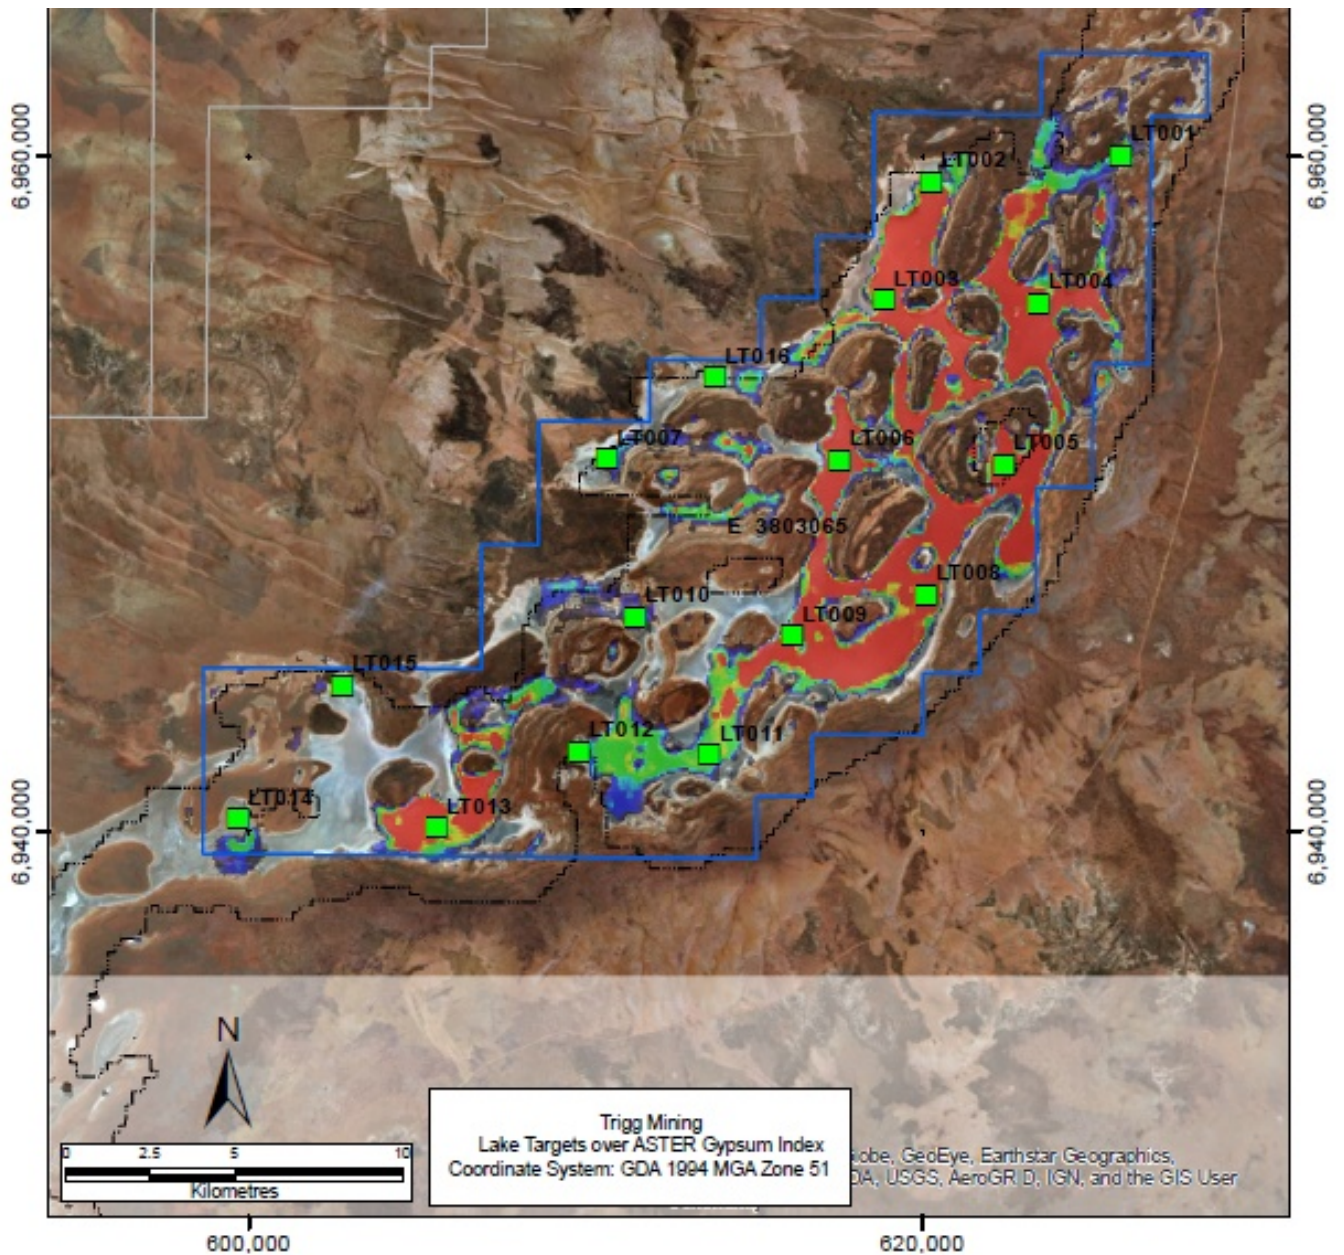 6,960,000
6,960,000
LT001
LT002
LT003
LT004
LT016
LT007
LT006
LT005
E 3803065
LT010
LT008
LT009
LT015
LT012
LT011
LT014
LT013
6,940,000
6,940,000
N
0 2.5 5 10
Kilometres
Trigg Mining
Lake Targets over ASTER Gypsum Index
Coordinate System: GDA 1994 MGA Zone 51
GeoEye, Earthstar Geographics,
USGS, AeroGRID, IGN, and the GIS User
600,000
620,000